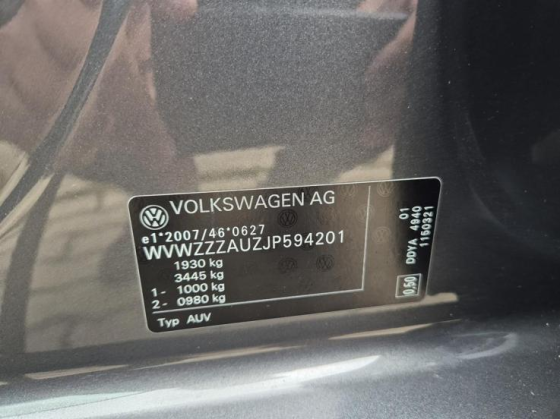 VOLKSWAGEN AG
e1*2007/46*0627
WVWZZZAUZJP594201
1930 kg
3445 kg
1- 1000 kg
2- 0980 kg
Typ AUV
01
DDYA 4940
1150321
0,50